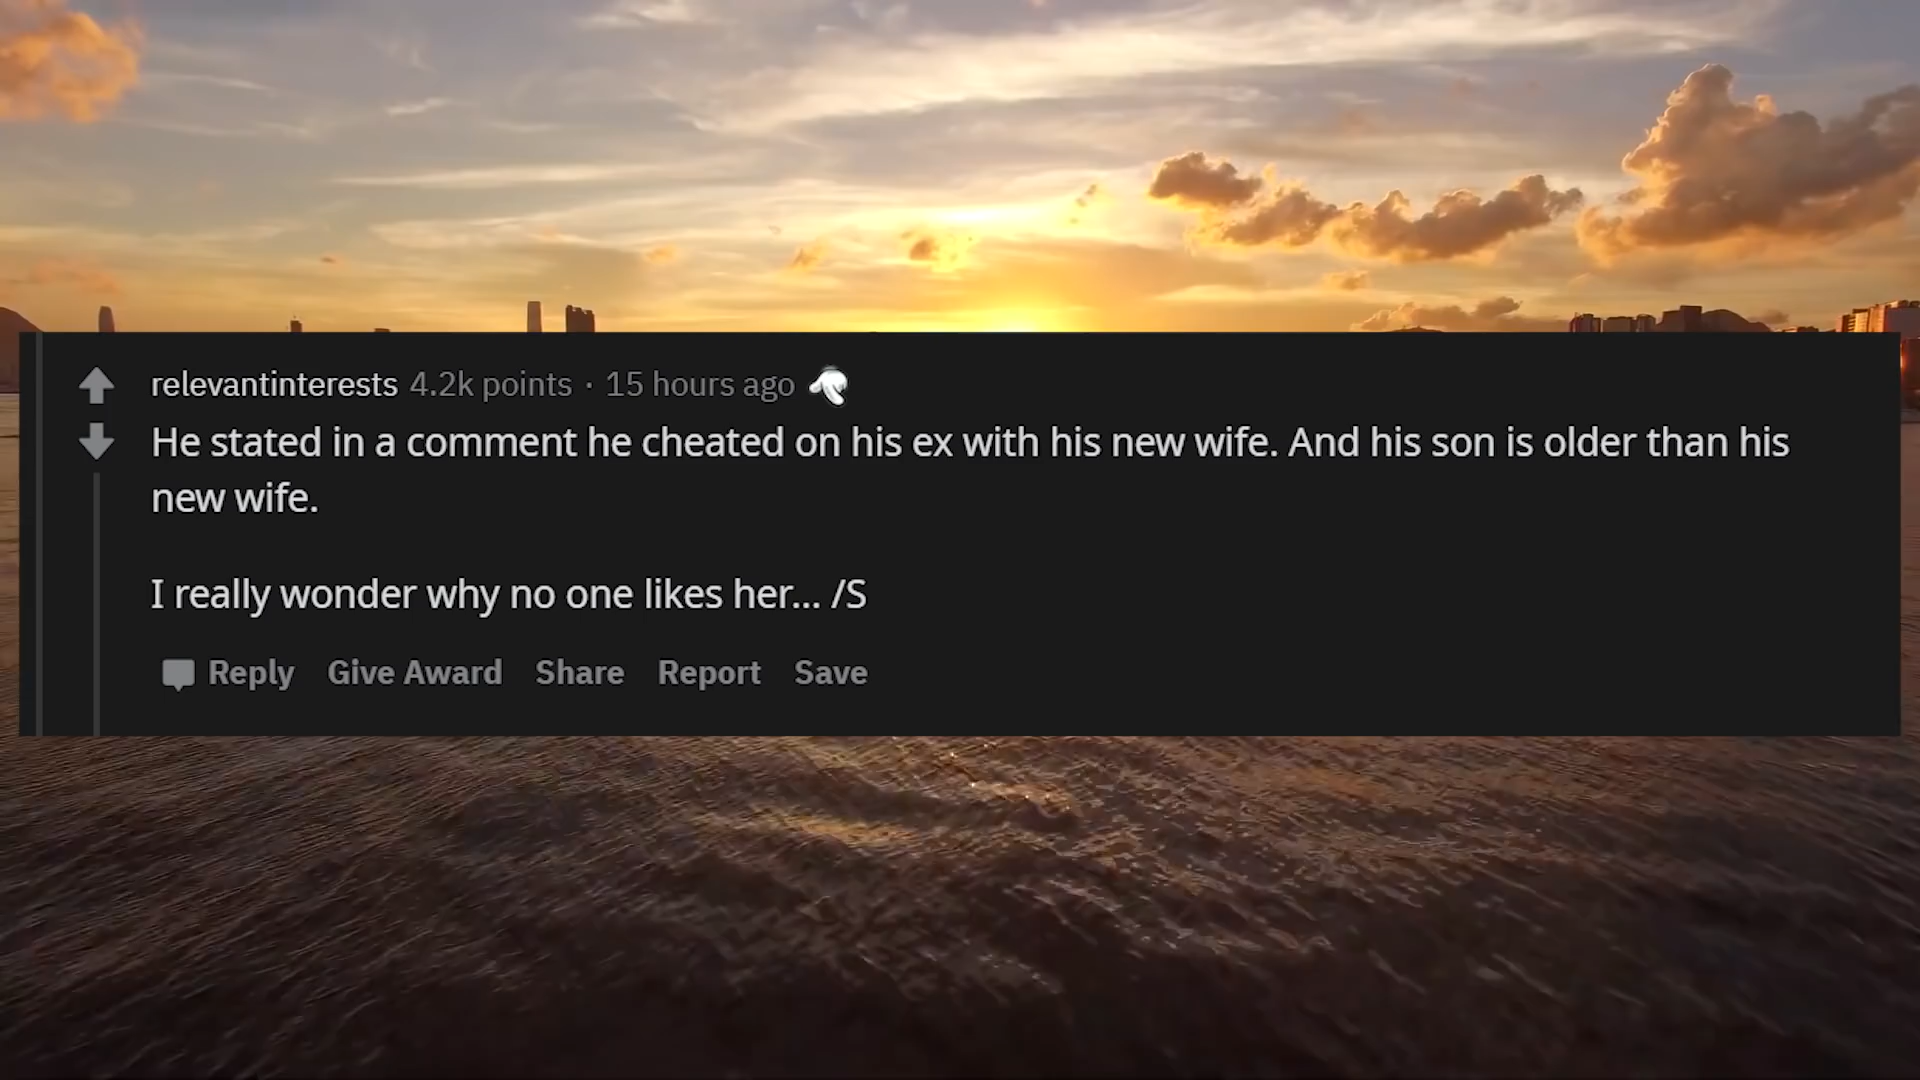 relevantinterests 4.2k points · 15 hours ago
He stated in a comment he cheated on his ex with his new wife. And his son is older than his
new wife.
I really wonder why no one likes her... /S
Reply Give Award Share Report Save